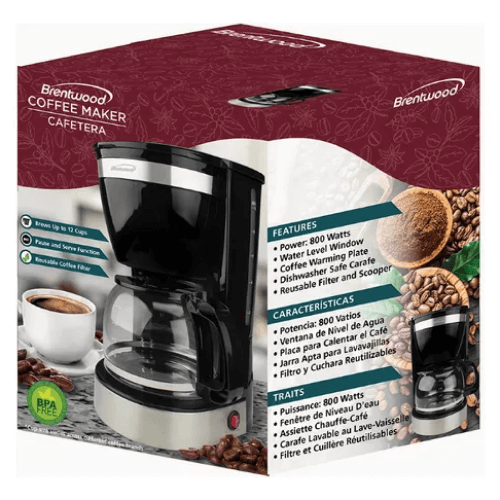 Brentwood
COFFEE MAKER
CAFETERA
Brentwood
Brentwood
Brews Up to 12 Cups
Pause and Serve Function
Reusable Coffee Filter
BPA
FREE
FEATURES
• Power: 800 Watts
• Water Level Window
• Coffee Warming Plate
• Dishwasher Safe Carafe
• Reusable Filter and Scooper
CARACTERÍSTICAS
• Potencia: 800 Vatios
• Ventana de Nivel de Agua
• Placa para Calentar el Café
• Jarra Apta para Lavavajillas
• Filtro y Cuchara Reutilizables
TRAITS
• Puissance: 800 Watts
• Fenêtre de Niveau D'eau
• Assiette Chauffe-Café
• Carafe Lavable au Lave-Vaisselle
• Filtre et Cuillère Réutilisables